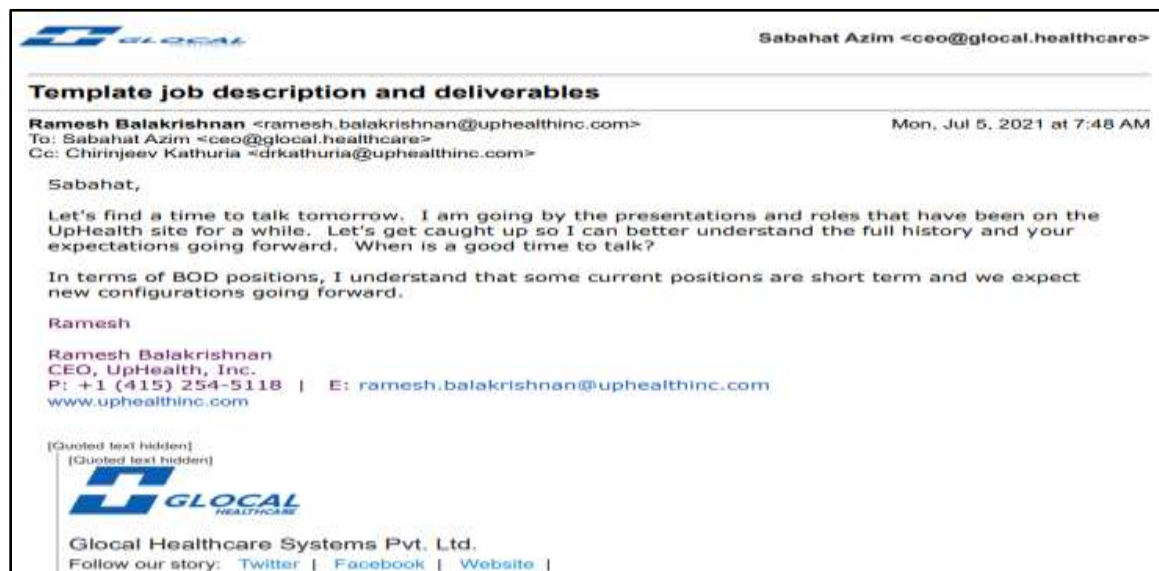 GLOCAL
HEALTHCARE
Sabahat Azim <ceo@glocal.healthcare>
Template job description and deliverables
Ramesh Balakrishnan <ramesh.balakrishnan@uphealthinc.com>
Mon, Jul 5, 2021 at 7:48 AM
To: Sabahat Azim <ceo@glocal.healthcare>
Cc: Chirinjeev Kathuria <drkathuria@uphealthinc.com>
Sabahat,
Let's find a time to talk tomorrow. I am going by the presentations and roles that have been on the
UpHealth site for a while. Let's get caught up so I can better understand the full history and your
expectations going forward. When is a good time to talk?
In terms of BOD positions, I understand that some current positions are short term and we expect
new configurations going forward.
Ramesh
Ramesh Balakrishnan
CEO, UpHealth, Inc.
P: +1 (415) 254-5118 | E: ramesh.balakrishnan@uphealthinc.com
www.uphealthinc.com
[Quoted text hidden]
[Quoted text hidden]
GLOCAL
HEALTHCARE
Glocal Healthcare Systems Pvt. Ltd.
Follow our story: Twitter | Facebook | Website |